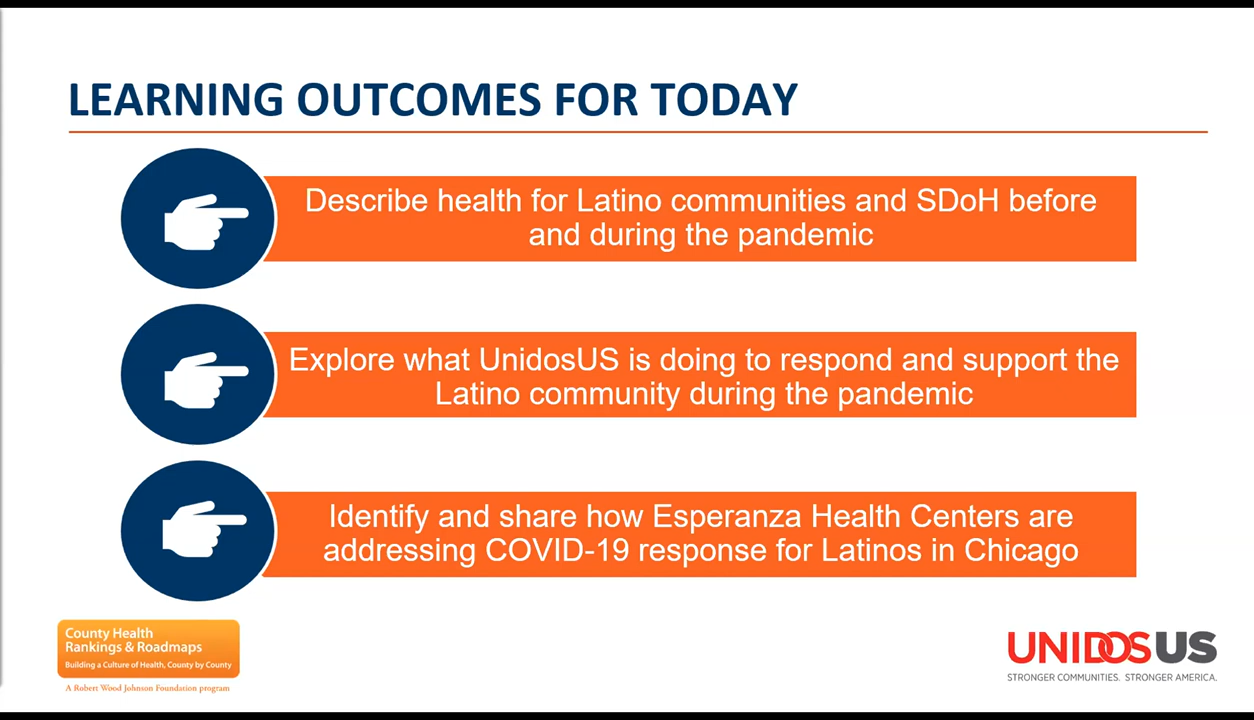 LEARNING OUTCOMES FOR TODAY
Describe health for Latino communities and SDoH before
and during the pandemic
Explore what UnidosUS is doing to respond and support the
Latino community during the pandemic
Identify and share how Esperanza Health Centers are
addressing COVID-19 response for Latinos in Chicago
County Health
Rankings & Roadmaps
Building a Culture of Health, County by County
A Robert Wood Johnson Foundation program
UNIDOSUS
STRONGER COMMUNITIES. STRONGER AMERICA.